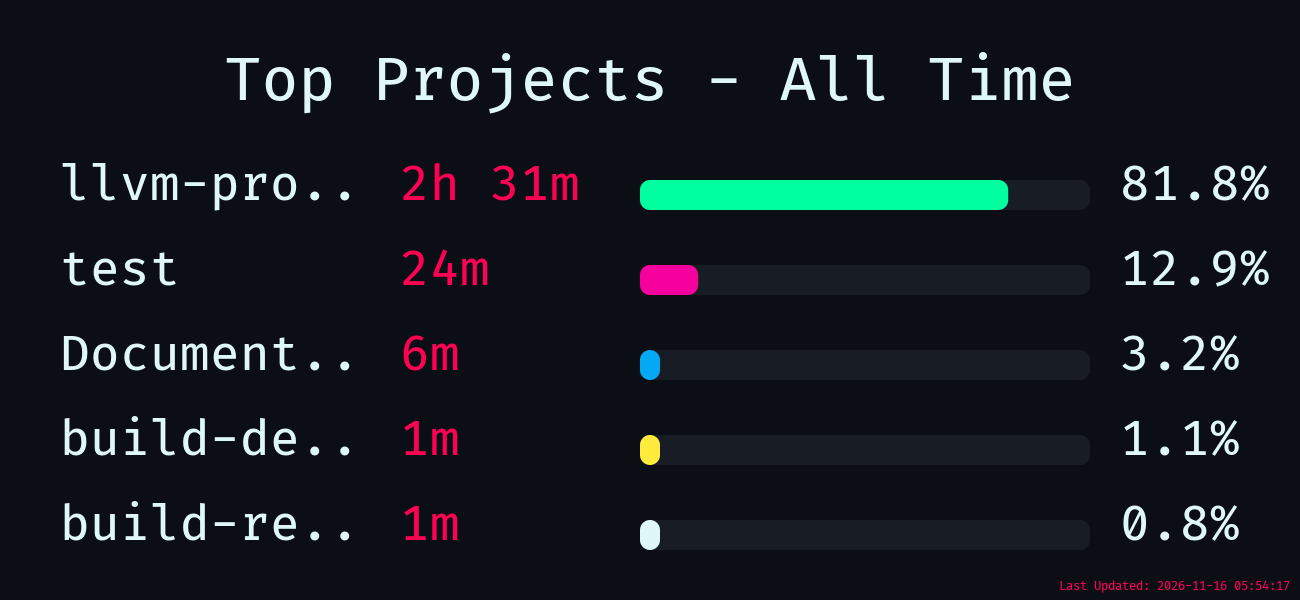 Top Projects - All Time
llvm-pro.. 2h 31m 81.8%
test 24m 12.9%
Document.. 6m 3.2%
build-de.. 1m 1.1%
build-re.. 1m 0.8%
Last Updated: 2026-11-16 05:54:17